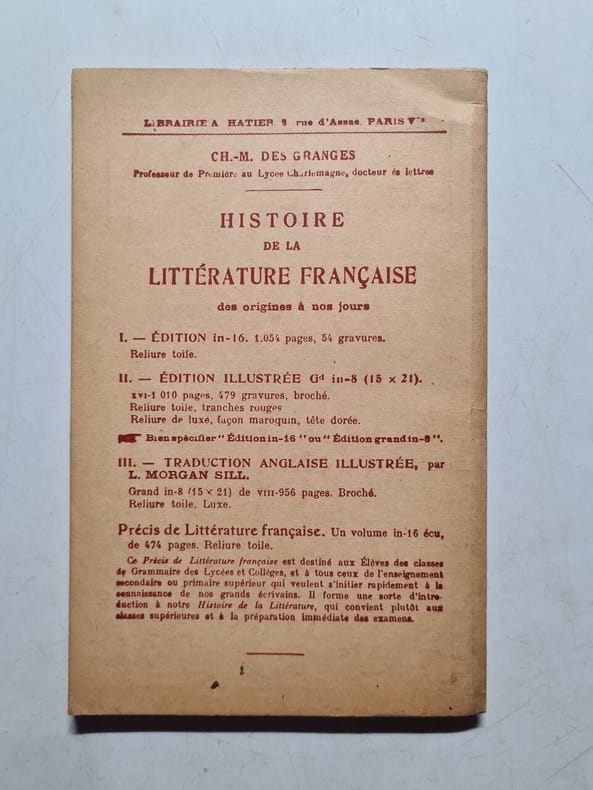 LIBRAIRIE A HATIER 8 rue d'Assas. PARIS VIe
CH.-M. DES GRANGES
Professeur de Première au Lycée Charlemagne, docteur ès lettres
HISTOIRE
DE LA
LITTÉRATURE FRANÇAISE
des origines à nos jours
I. — ÉDITION in-16. 1.054 pages, 54 gravures.
Reliure toile.
II. — ÉDITION ILLUSTRÉE Gd in-8 (15 x 21).
XVI-1.010 pages, 479 gravures, broché.
Reliure toile, tranches rouges
Reliure de luxe, façon maroquin, tête dorée.
☛ Bien spécifier "Édition in-16" ou "Édition grand in-8".
III. — TRADUCTION ANGLAISE ILLUSTRÉE, par
L. MORGAN SILL.
Grand in-8 (15 x 21) de VIII-956 pages. Broché.
Reliure toile, Luxe.
Précis de Littérature française. Un volume in-16 écu,
de 474 pages. Reliure toile.
Ce Précis de Littérature française est destiné aux Élèves des classes
de Grammaire des Lycées et Collèges, et à tous ceux de l'enseignement
secondaire ou primaire supérieur qui veulent s'initier rapidement à la
connaissance de nos grands écrivains. Il forme une sorte d'intro-
duction à notre Histoire de la Littérature, qui convient plutôt aux
classes supérieures et à la préparation immédiate des examens.